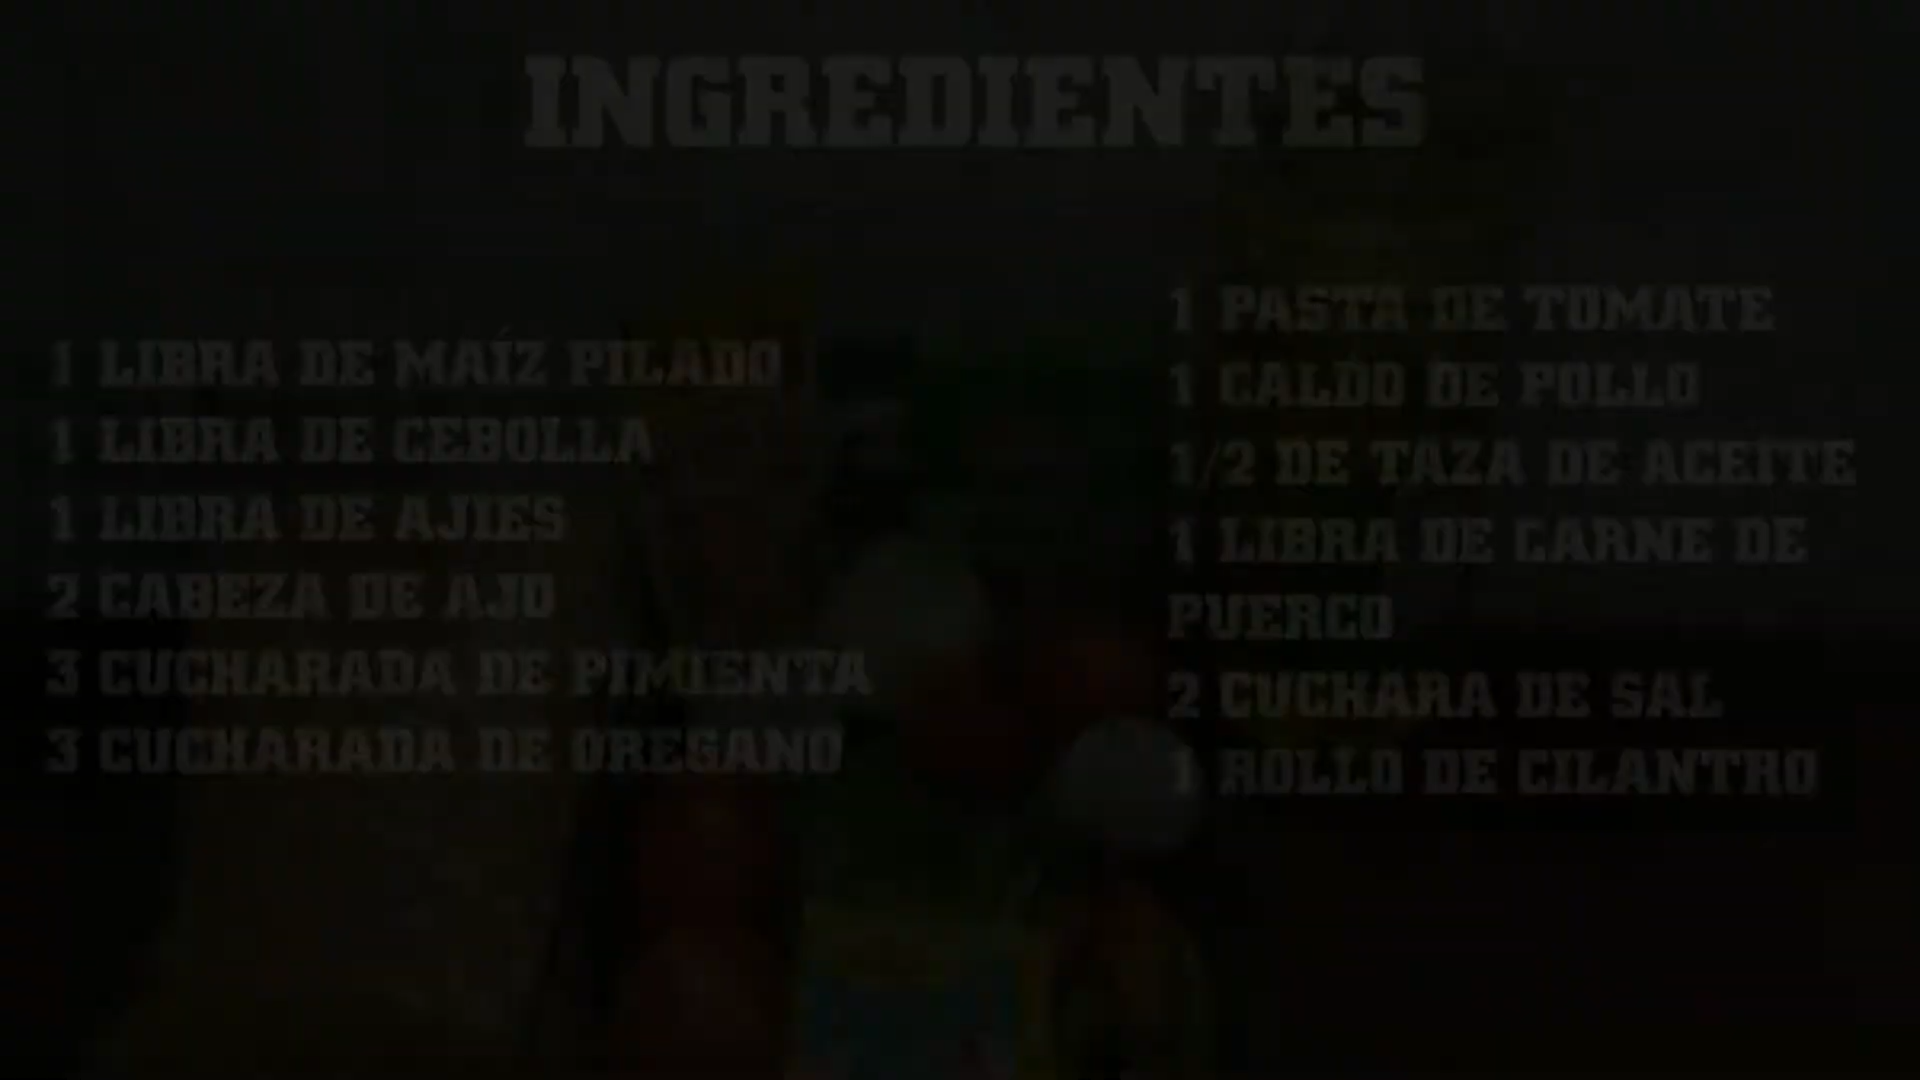 INGREDIENTES
1 LIBRA DE MAÍZ PILADO
1 LIBRA DE CEBOLLA
1 LIBRA DE AJIES
2 CABEZA DE AJO
3 CUCHARADA DE PIMIENTA
3 CUCHARADA DE OREGANO
1 PASTA DE TOMATE
1 CALDO DE POLLO
1/2 DE TAZA DE ACEITE
1 LIBRA DE CARNE DE
PUERCO
2 CUCHARA DE SAL
1 ROLLO DE CILANTRO